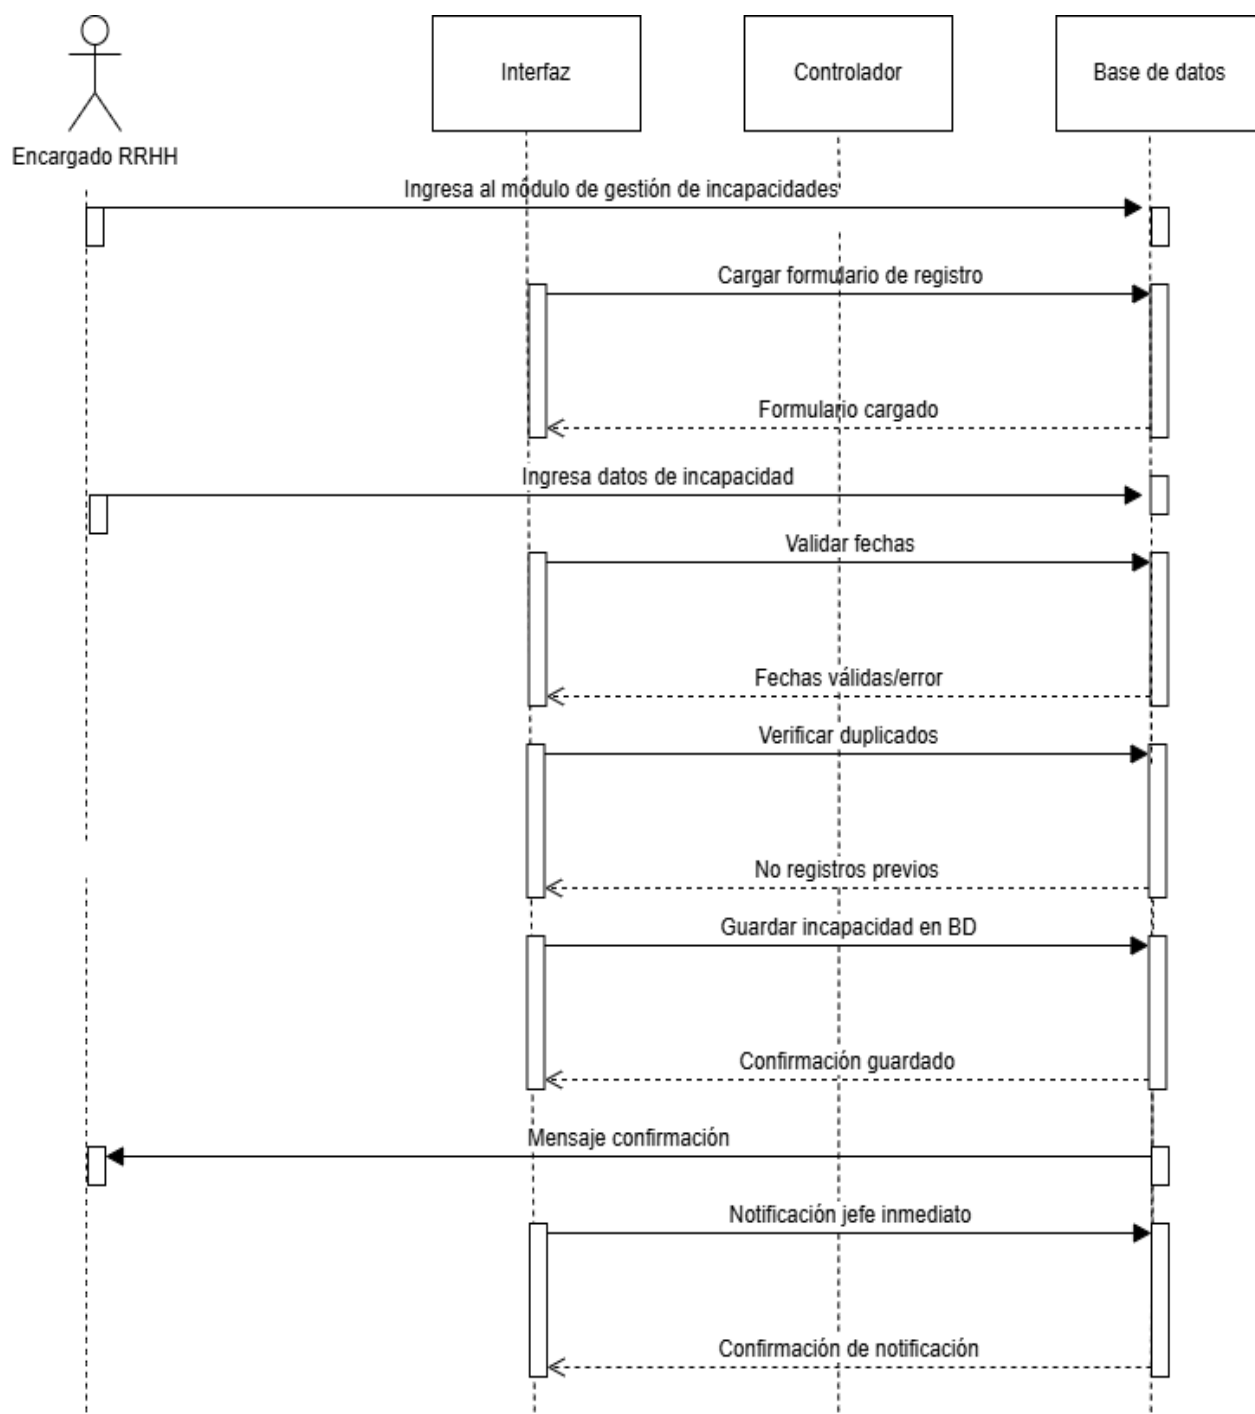 Interfaz
Controlador
Base de datos
Encargado RRHH
Ingresa al módulo de gestión de incapacidades
Cargar formulario de registro
Formulario cargado
Ingresa datos de incapacidad
Validar fechas
Fechas válidas/error
Verificar duplicados
No registros previos
Guardar incapacidad en BD
Confirmación guardado
Mensaje confirmación
Notificación jefe inmediato
Confirmación de notificación